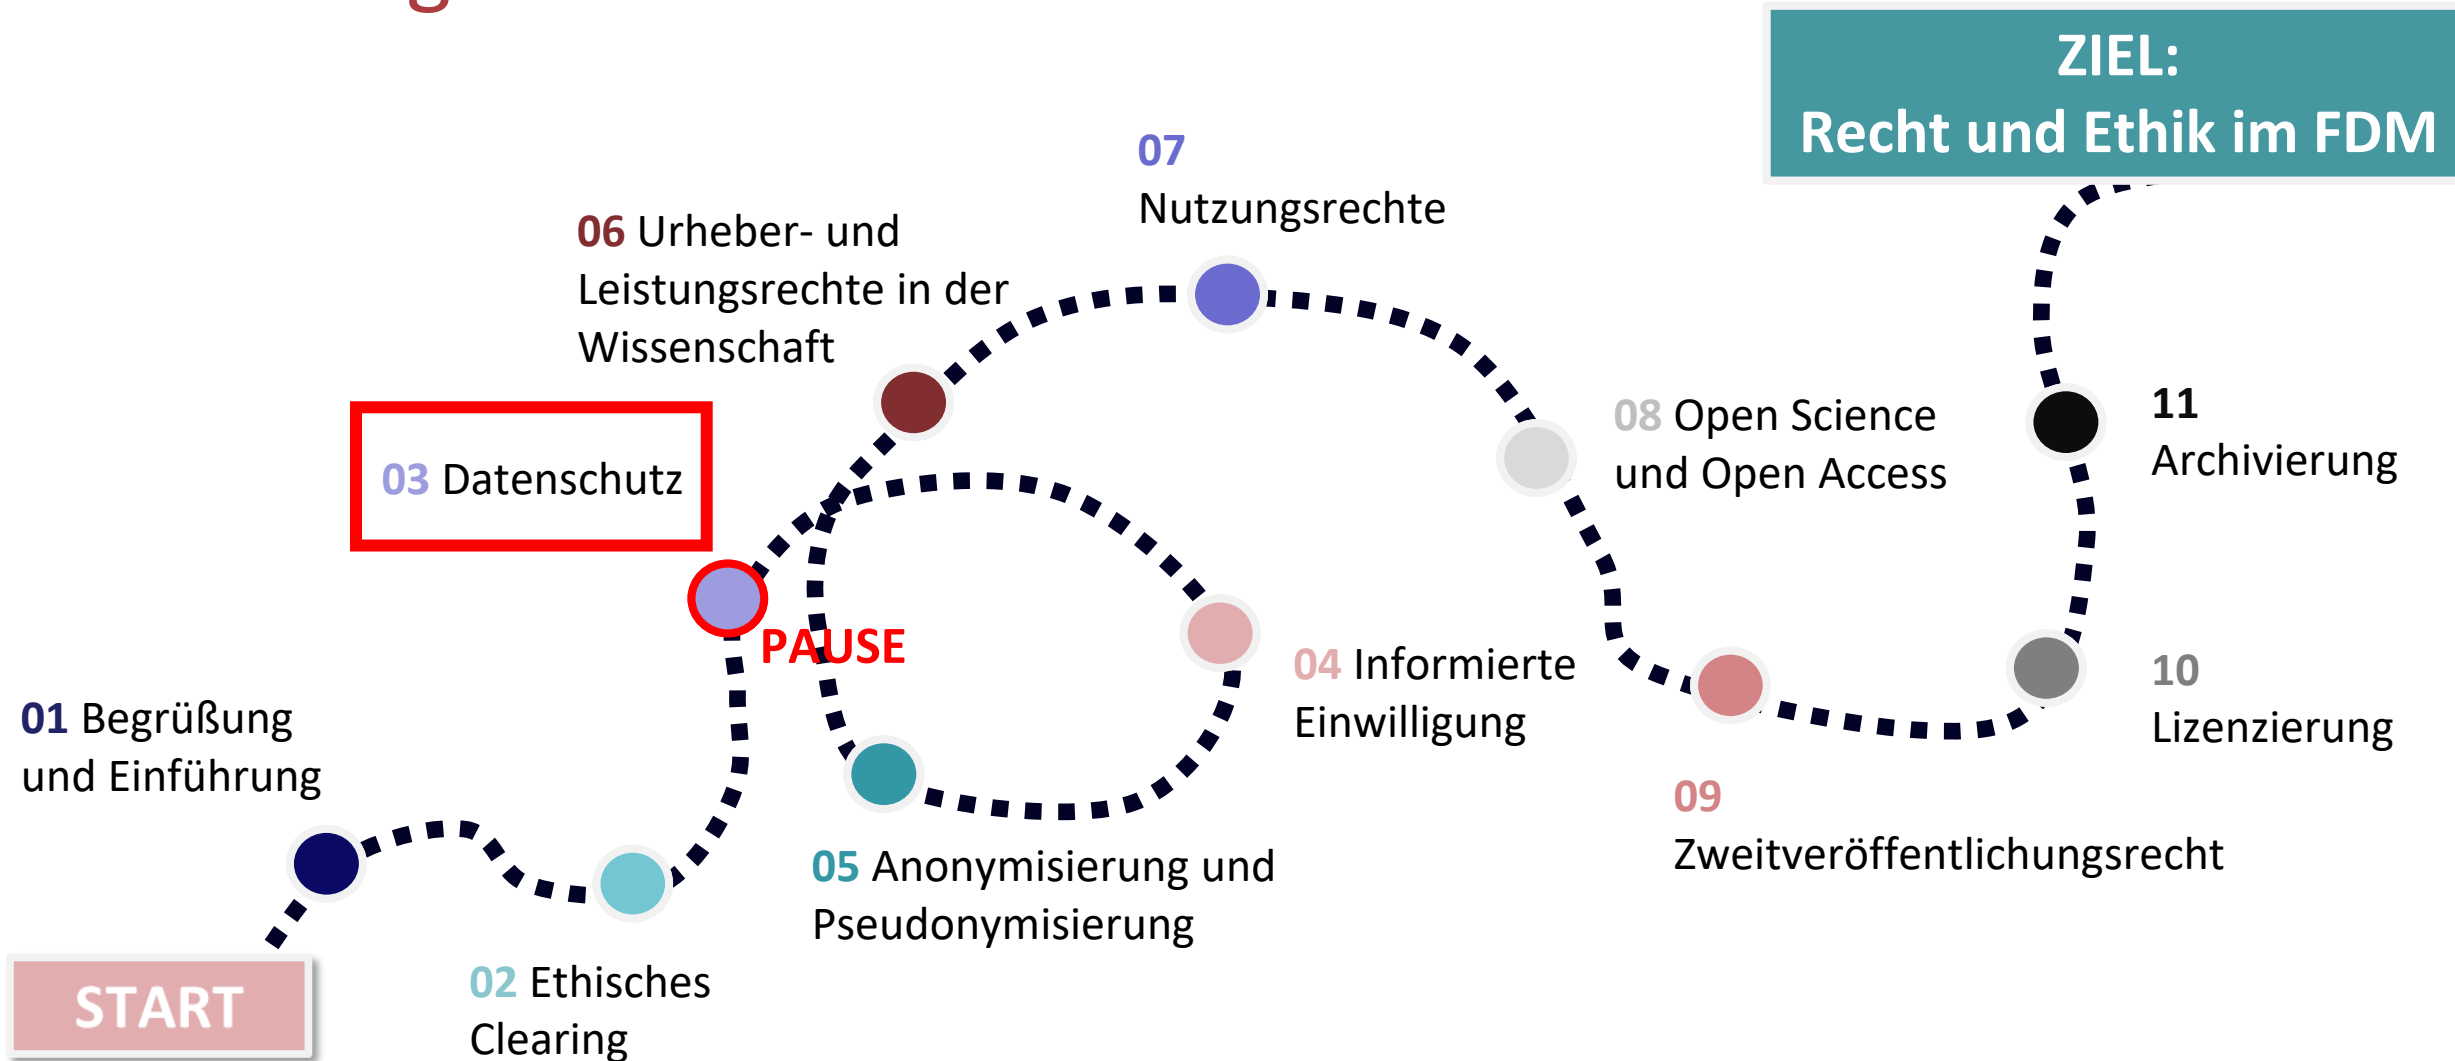 ZIEL:
Recht und Ethik im FDM
07
Nutzungsrechte
06 Urheber- und
Leistungsrechte in der
Wissenschaft
03 Datenschutz
08 Open Science
und Open Access
11
Archivierung
PAUSE
04 Informierte
Einwilligung
10
Lizenzierung
01 Begrüßung
und Einführung
09
Zweitveröffentlichungsrecht
05 Anonymisierung und
Pseudonymisierung
02 Ethisches
Clearing
START